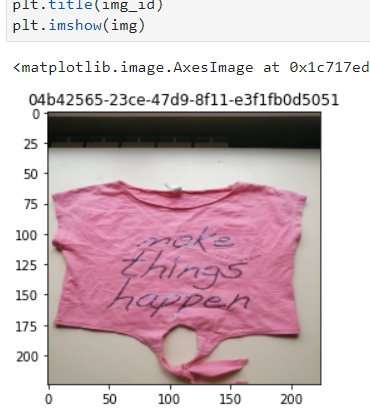 plt.title(img_id)
plt.imshow(img)
<matplotlib.image.AxesImage at 0x1c717ed
04b42565-23ce-47d9-8f11-e3f1fb0d5051
0
25
50
75
100
125
150
175
200
make
things
happen
0
50
100
150
200